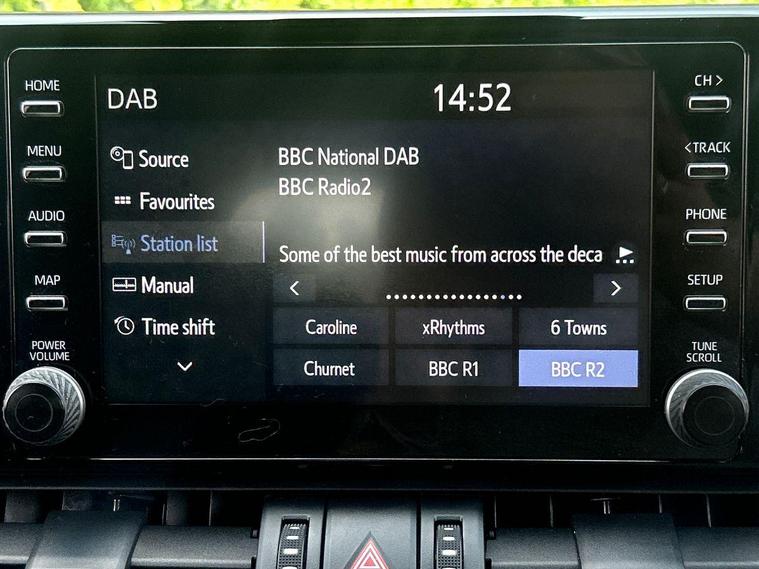 HOME
MENU
AUDIO
MAP
POWER
VOLUME
DAB
14:52
Source
Favourites
Station list
Manual
Time shift
BBC National DAB
BBC Radio2
Some of the best music from across the deca
Caroline
xRhythms
6 Towns
Churnet
BBC R1
BBC R2
CH >
< TRACK
PHONE
SETUP
TUNE
SCROLL